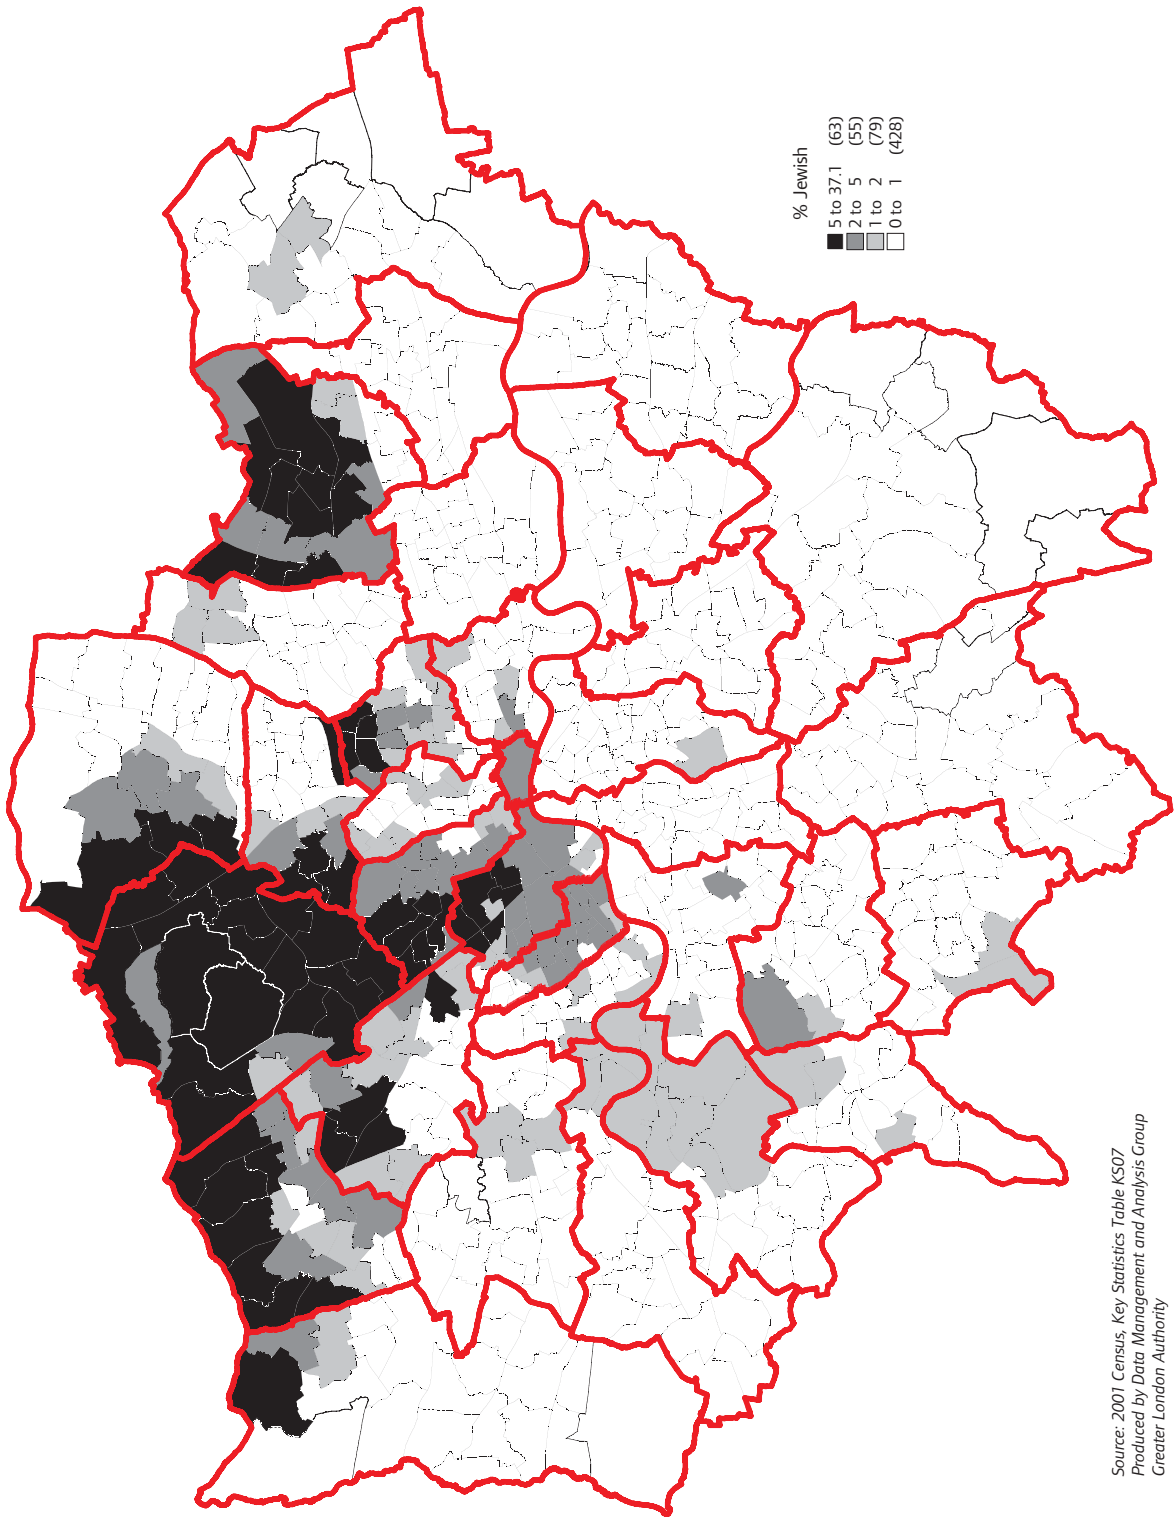 % Jewish
5 to 37.1 (63)
2 to 5 (55)
1 to 2 (79)
0 to 1 (428)
Source: 2001 Census, Key Statistics Table KS07
Produced by Data Management and Analysis Group
Greater London Authority